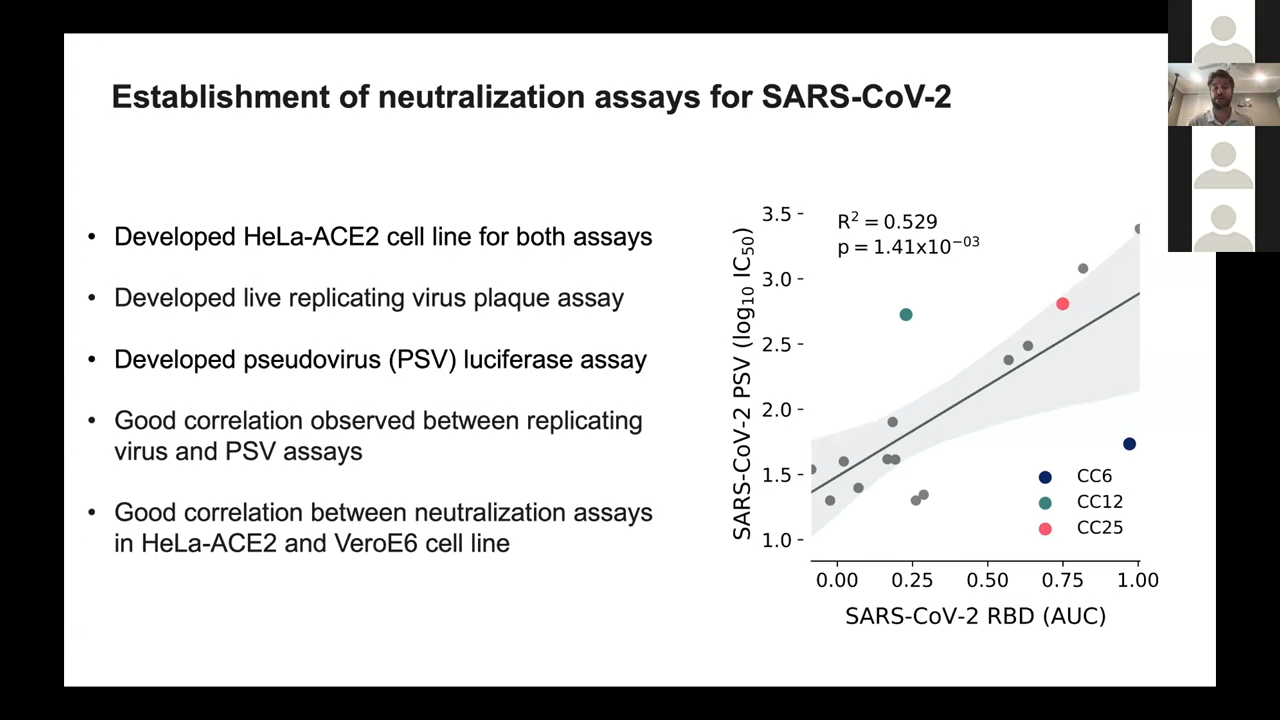 Establishment of neutralization assays for SARS-CoV-2
• Developed HeLa-ACE2 cell line for both assays
• Developed live replicating virus plaque assay
• Developed pseudovirus (PSV) luciferase assay
• Good correlation observed between replicating
virus and PSV assays
• Good correlation between neutralization assays
in HeLa-ACE2 and VeroE6 cell line
SARS-CoV-2 PSV (log₁₀ IC₅₀)
3.5
3.0
2.5
2.0
1.5
1.0
R² = 0.529
p = 1.41x10⁻⁰³
CC6
CC12
CC25
0.00 0.25 0.50 0.75 1.00
SARS-CoV-2 RBD (AUC)